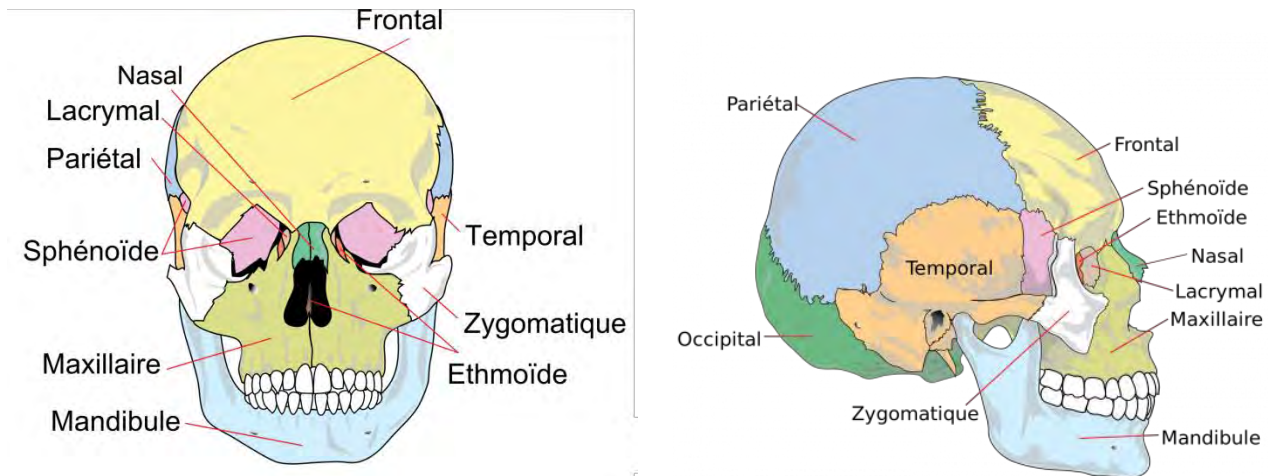 Frontal
Nasal
Lacrymal
Pariétal
Sphénoïde
Temporal
Zygomatique
Maxillaire
Ethmoïde
Mandibule
Pariétal
Frontal
Sphénoïde
Ethmoïde
Nasal
Temporal
Lacrymal
Maxillaire
Occipital
Zygomatique
Mandibule